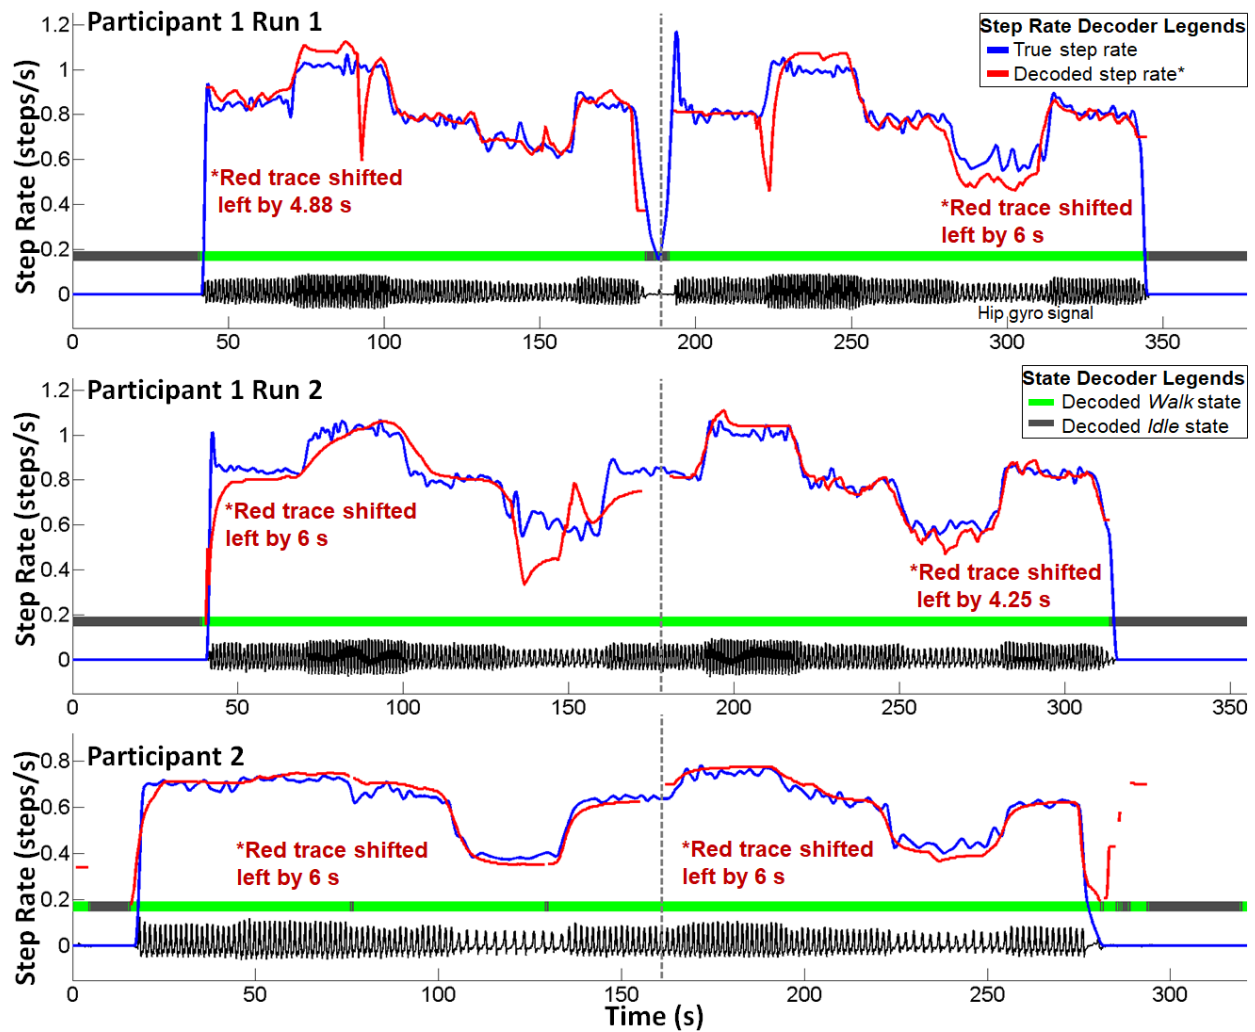 Participant 1 Run 1
Step Rate Decoder Legends
True step rate
Decoded step rate*
*Red trace shifted
left by 4.88 s
*Red trace shifted
left by 6 s
Hip gyro signal
Step Rate (steps/s)
1.2
1
0.8
0.6
0.4
0.2
0
0 50 100 150 200 250 300 350
Participant 1 Run 2
State Decoder Legends
Decoded Walk state
Decoded Idle state
*Red trace shifted
left by 6 s
*Red trace shifted
left by 4.25 s
Step Rate (steps/s)
1.2
1
0.8
0.6
0.4
0.2
0
0 50 100 150 200 250 300 350
Participant 2
*Red trace shifted
left by 6 s
*Red trace shifted
left by 6 s
Step Rate (steps/s)
0.8
0.6
0.4
0.2
0
0 50 100 150 200 250 300
Time (s)